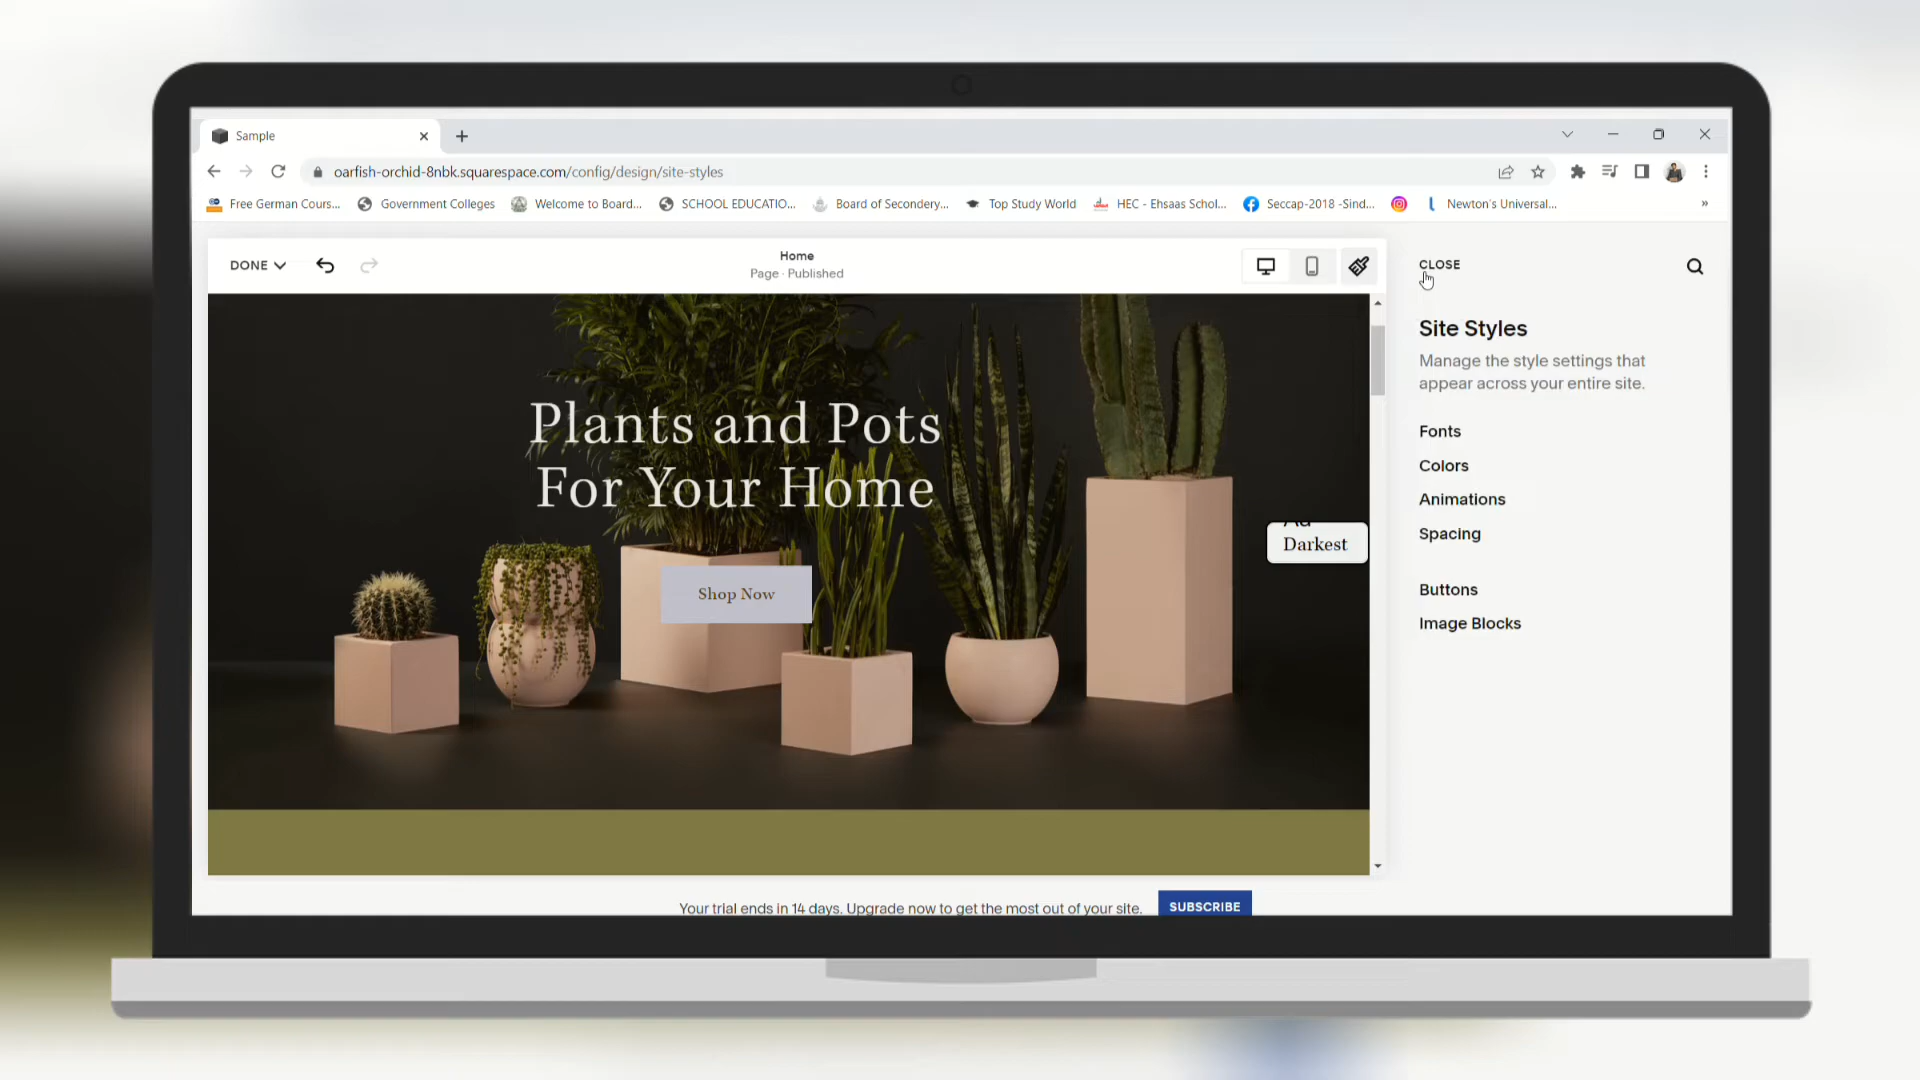 Sample
oarfish-orchid-8nbk.squarespace.com/config/design/site-styles
Free German Cours... Government Colleges Welcome to Board... SCHOOL EDUCATIO... Board of Secondery... Top Study World HEC - Ehsaas Schol... Seccap-2018 -Sind... Newton's Universal... »
DONE
Home
Page · Published
CLOSE
Site Styles
Manage the style settings that
appear across your entire site.
Fonts
Colors
Animations
Spacing
Buttons
Image Blocks
Plants and Pots
For Your Home
Shop Now
Darkest
Your trial ends in 14 days. Upgrade now to get the most out of your site.
SUBSCRIBE